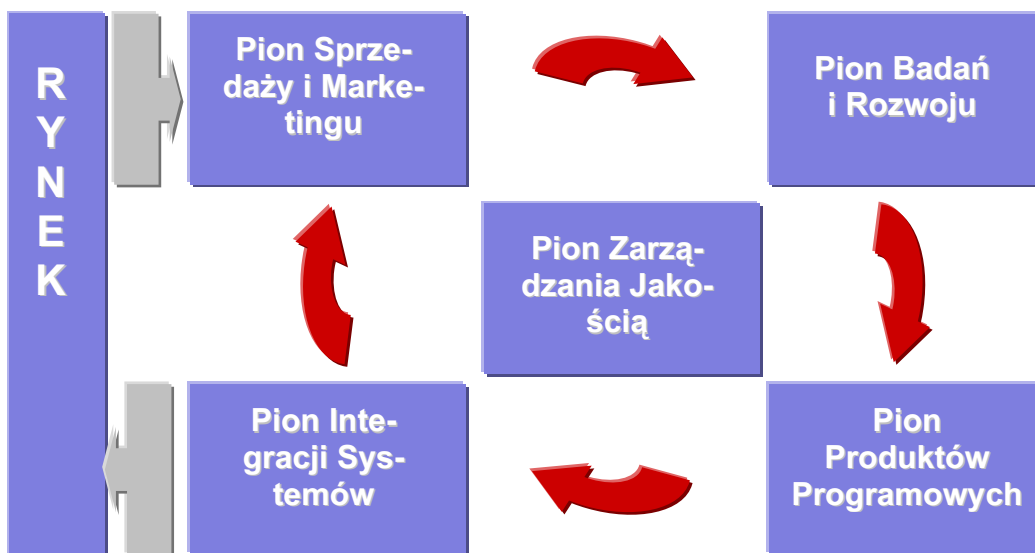 R
Y
N
E
K
Pion Sprze-
daży i Marke-
tingu
Pion Badań
i Rozwoju
Pion Zarzą-
dzania Jako-
ścią
Pion Inte-
gracji Sys-
temów
Pion
Produktów
Programowych